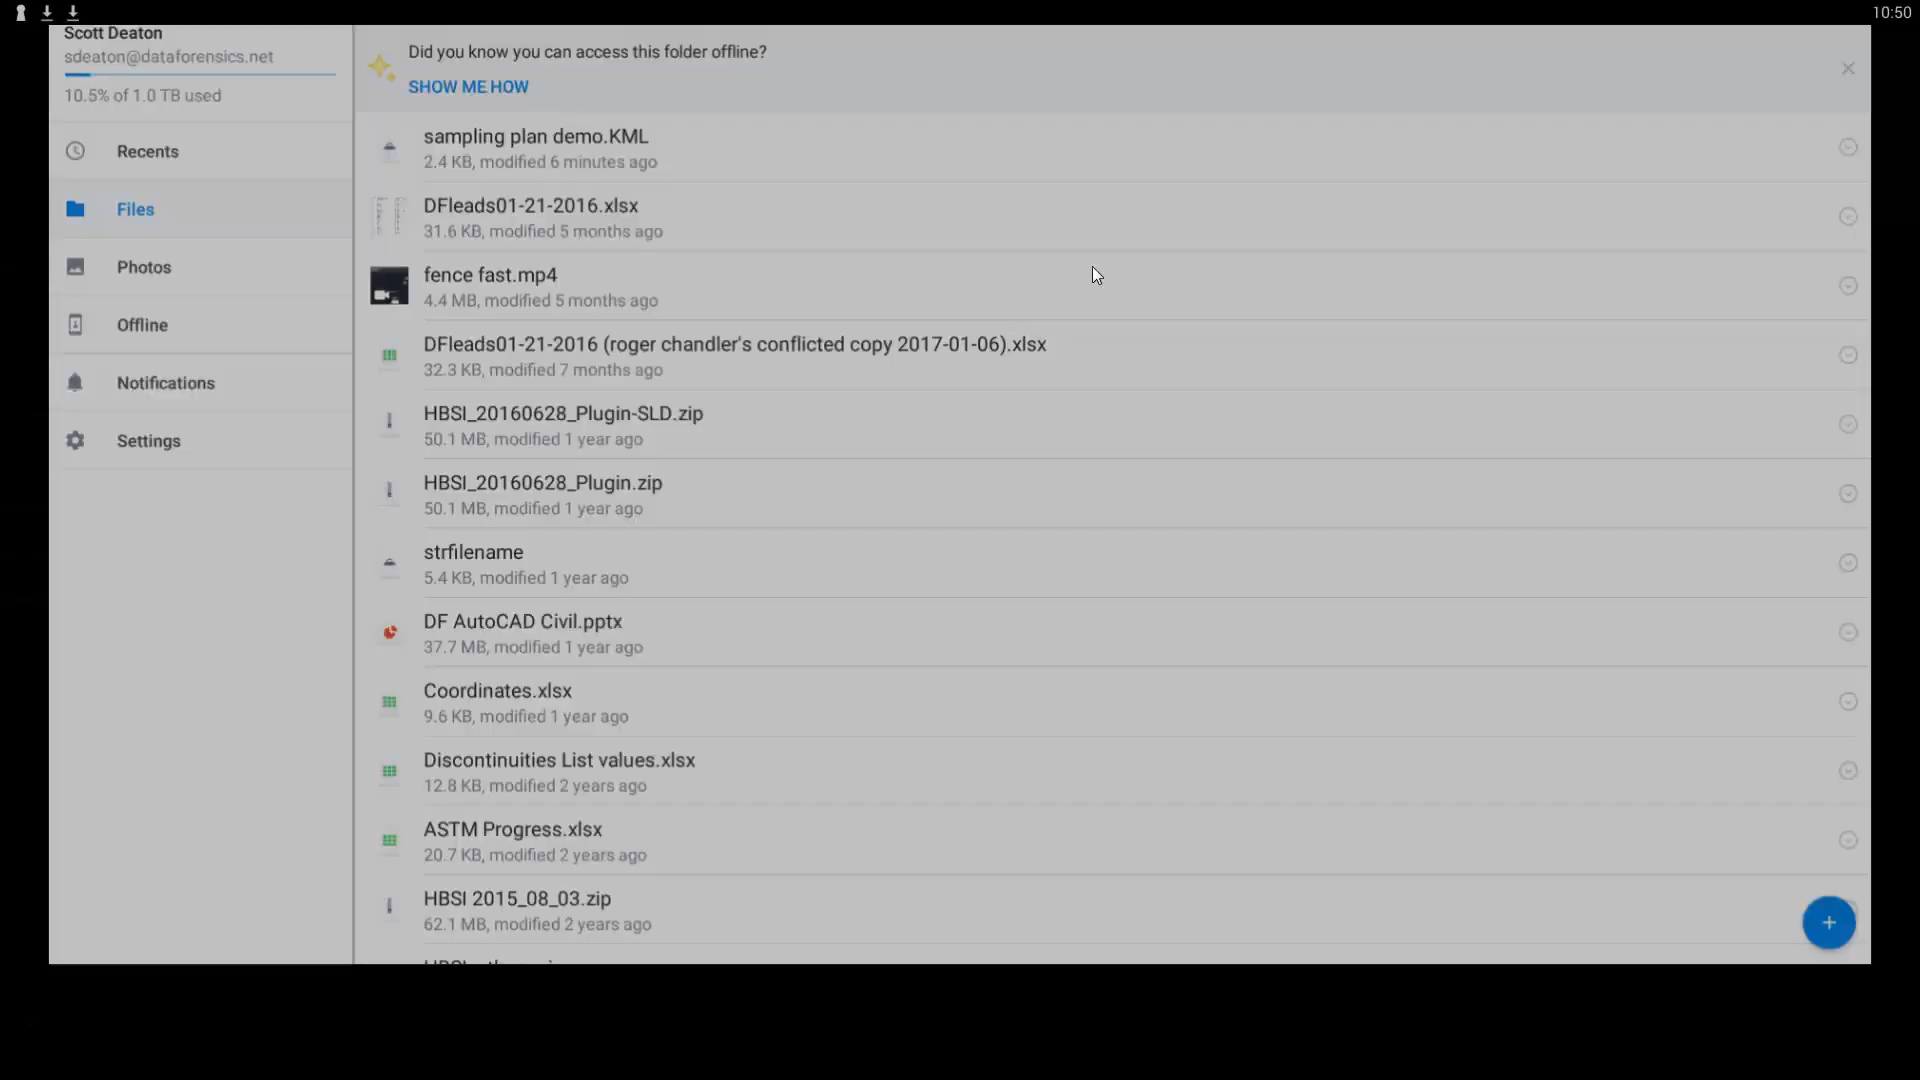 10:50
Scott Deaton
sdeaton@dataforensics.net
10.5% of 1.0 TB used
Recents
Files
Photos
Offline
Notifications
Settings
Did you know you can access this folder offline?
SHOW ME HOW
sampling plan demo.KML
2.4 KB, modified 6 minutes ago
DFleads01-21-2016.xlsx
31.6 KB, modified 5 months ago
fence fast.mp4
4.4 MB, modified 5 months ago
DFleads01-21-2016 (roger chandler's conflicted copy 2017-01-06).xlsx
32.3 KB, modified 7 months ago
HBSI_20160628_Plugin-SLD.zip
50.1 MB, modified 1 year ago
HBSI_20160628_Plugin.zip
50.1 MB, modified 1 year ago
strfilename
5.4 KB, modified 1 year ago
DF AutoCAD Civil.pptx
37.7 MB, modified 1 year ago
Coordinates.xlsx
9.6 KB, modified 1 year ago
Discontinuities List values.xlsx
12.8 KB, modified 2 years ago
ASTM Progress.xlsx
20.7 KB, modified 2 years ago
HBSI 2015_08_03.zip
62.1 MB, modified 2 years ago